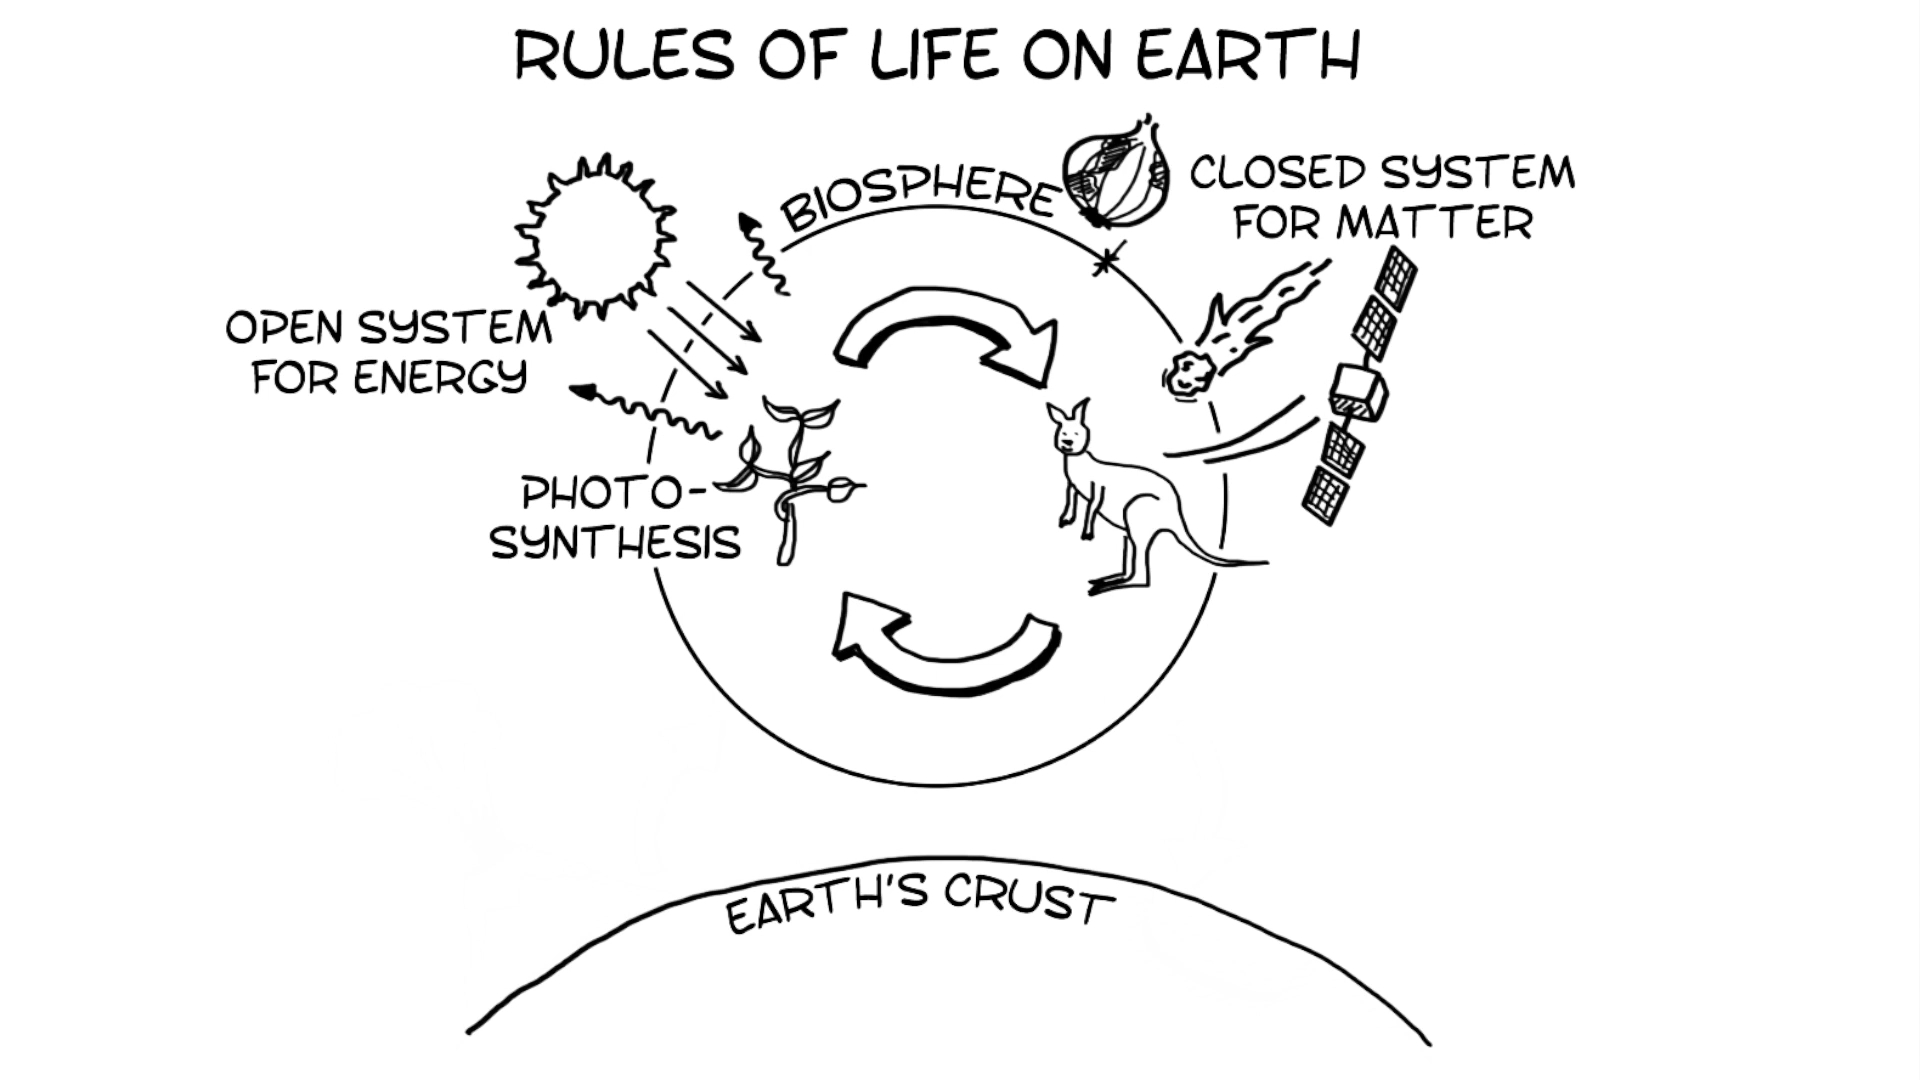 RULES OF LIFE ON EARTH
BIOSPHERE
CLOSED SYSTEM
FOR MATTER
OPEN SYSTEM
FOR ENERGY
PHOTO-
SYNTHESIS
EARTH'S CRUST